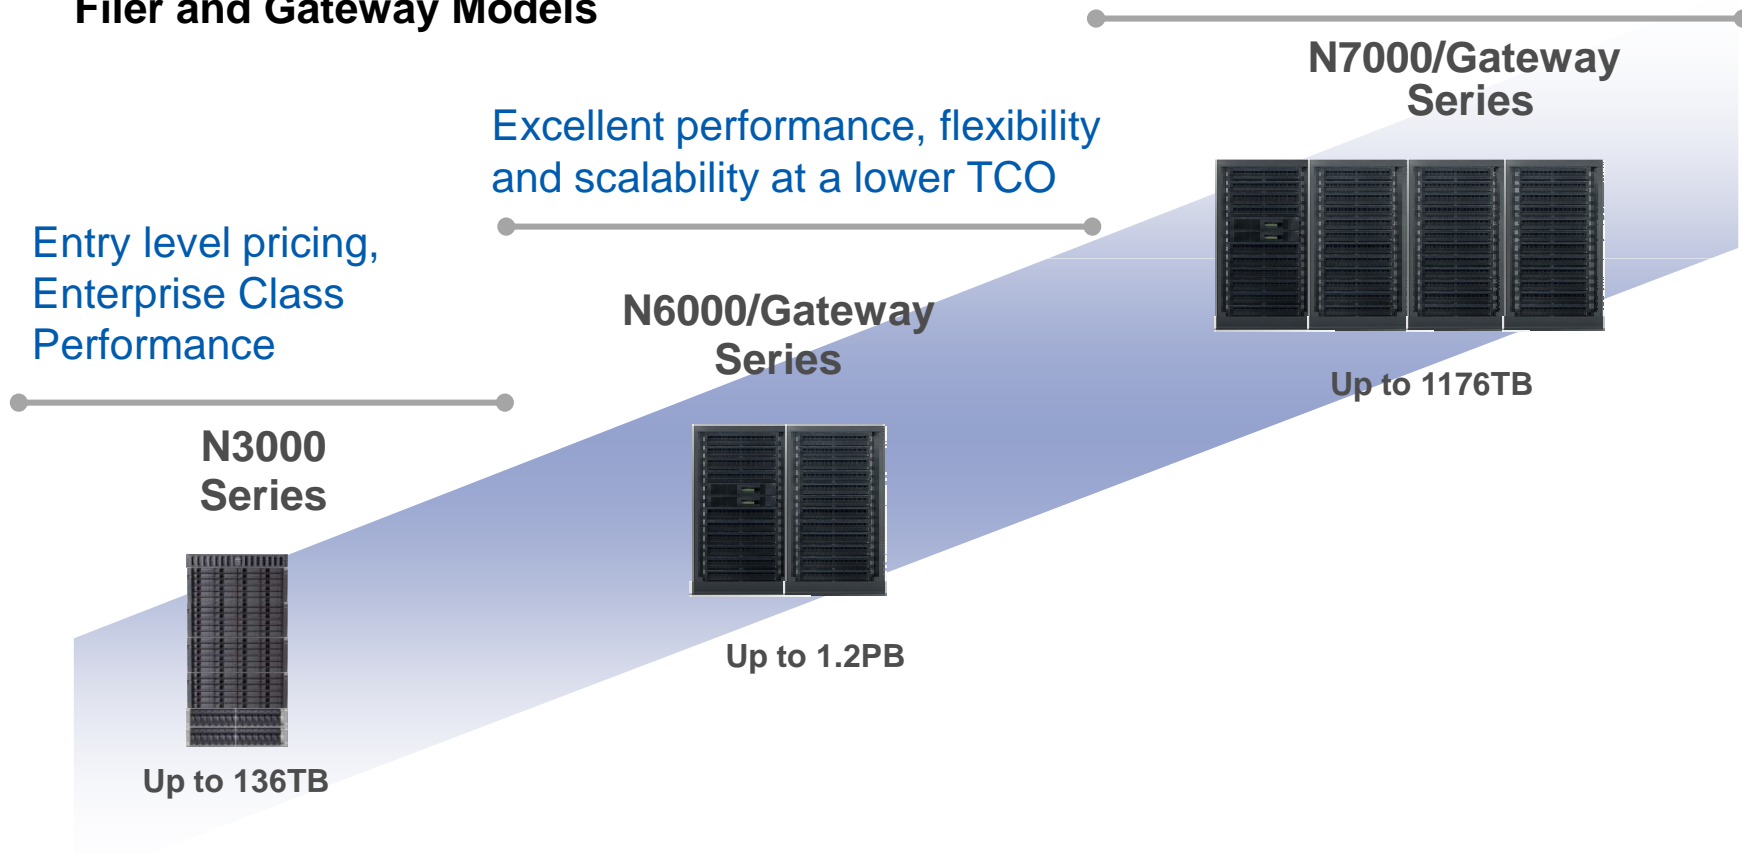 Filer and Gateway Models
N7000/Gateway
Series
Excellent performance, flexibility
and scalability at a lower TCO
Entry level pricing,
Enterprise Class
Performance
N6000/Gateway
Series
Up to 1176TB
N3000
Series
Up to 1.2PB
Up to 136TB